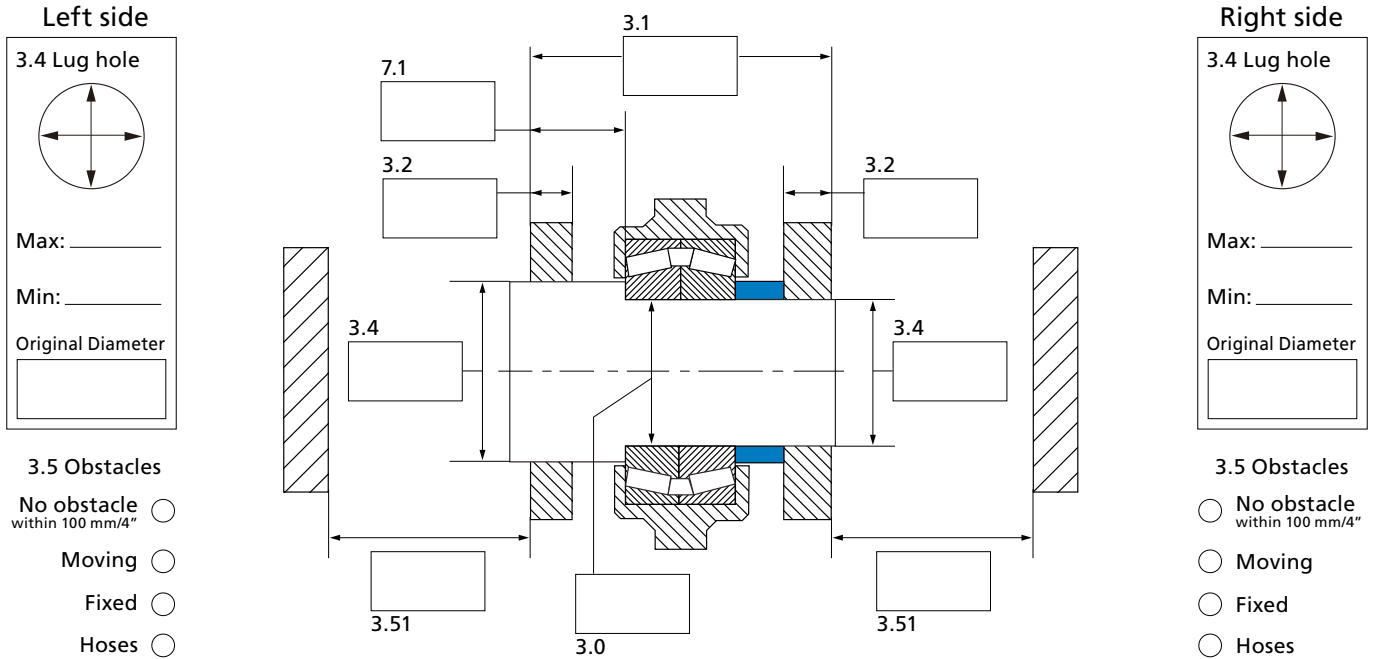 Left side
3.4 Lug hole
Max:
Min:
Original Diameter
3.5 Obstacles
No obstacle
within 100 mm/4”
Moving
Fixed
Hoses
3.1
7.1
3.2
3.2
3.4
3.4
3.51
3.0
3.51
Right side
3.4 Lug hole
Max:
Min:
Original Diameter
3.5 Obstacles
No obstacle
within 100 mm/4”
Moving
Fixed
Hoses